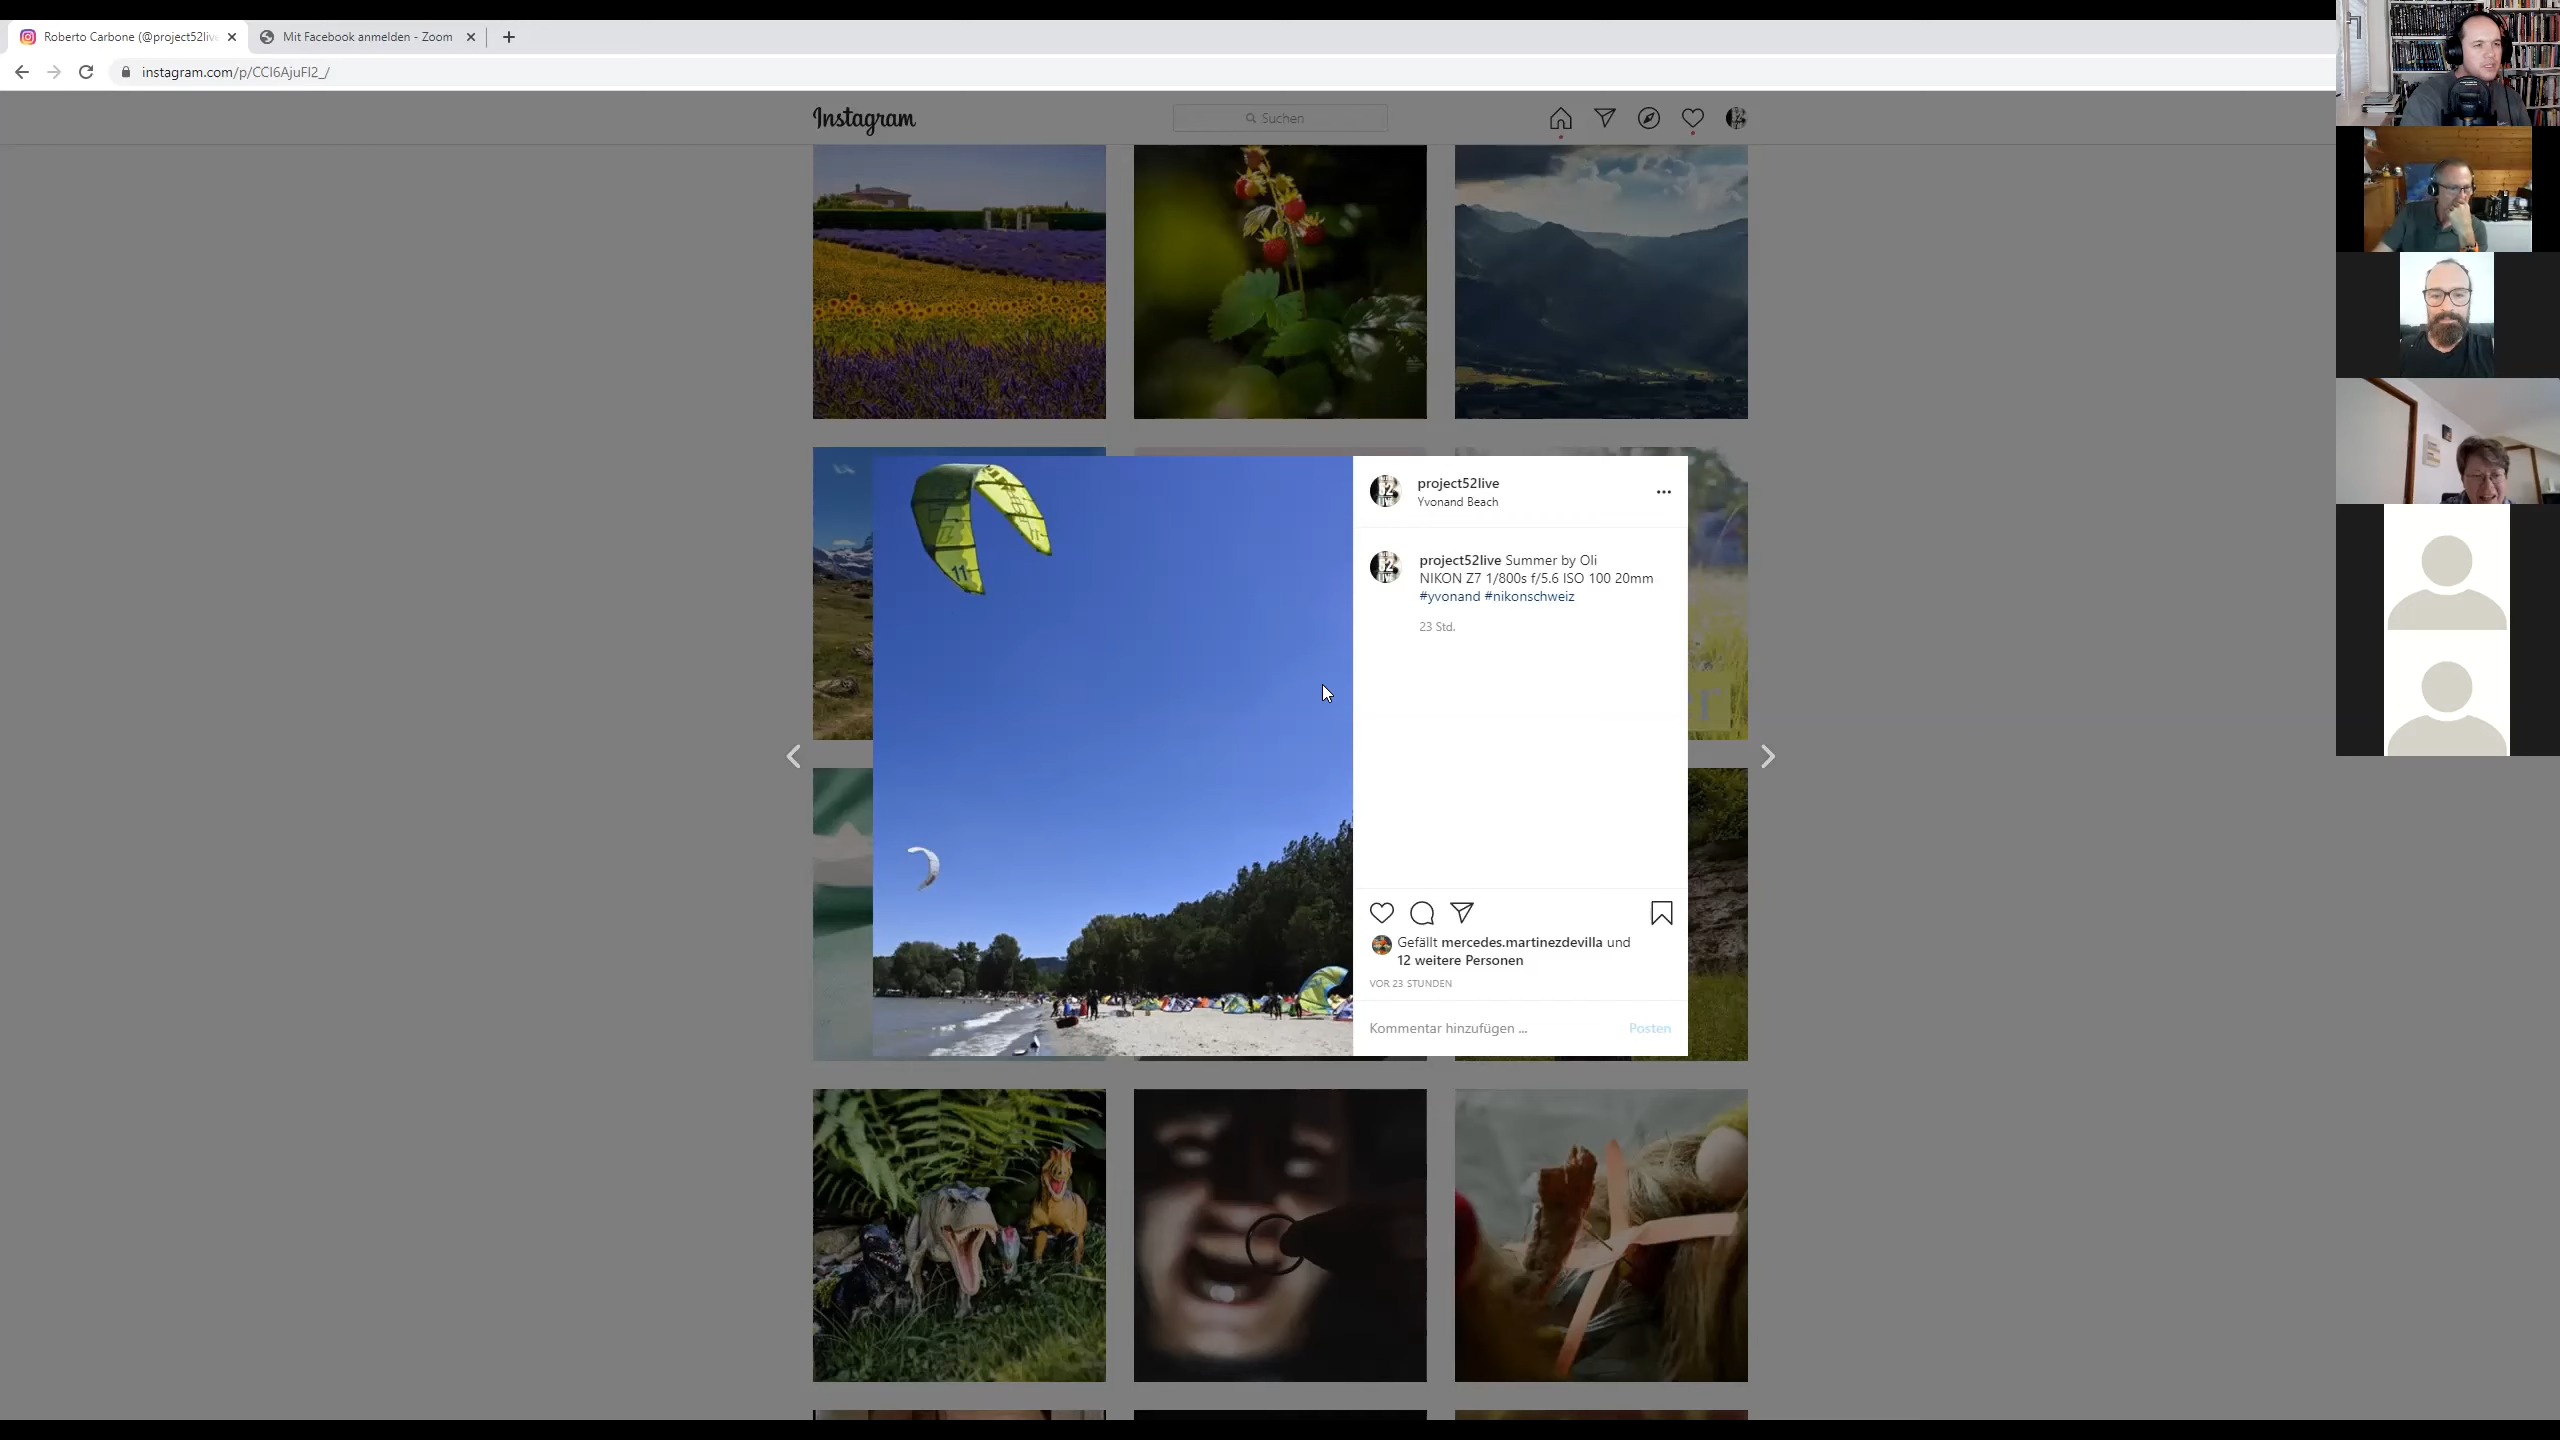 Roberto Carbone (@project52live
Mit Facebook anmelden - Zoom
instagram.com/p/CCI6AjuFI2_/
Instagram
Suchen
11
project52live
Yvonand Beach
project52live Summer by Oli
NIKON Z7 1/800s f/5.6 ISO 100 20mm
#yvonand #nikonschweiz
23 Std.
Gefällt mercedes.martinezdevilla und
12 weitere Personen
VOR 23 STUNDEN
Kommentar hinzufügen ...
Posten